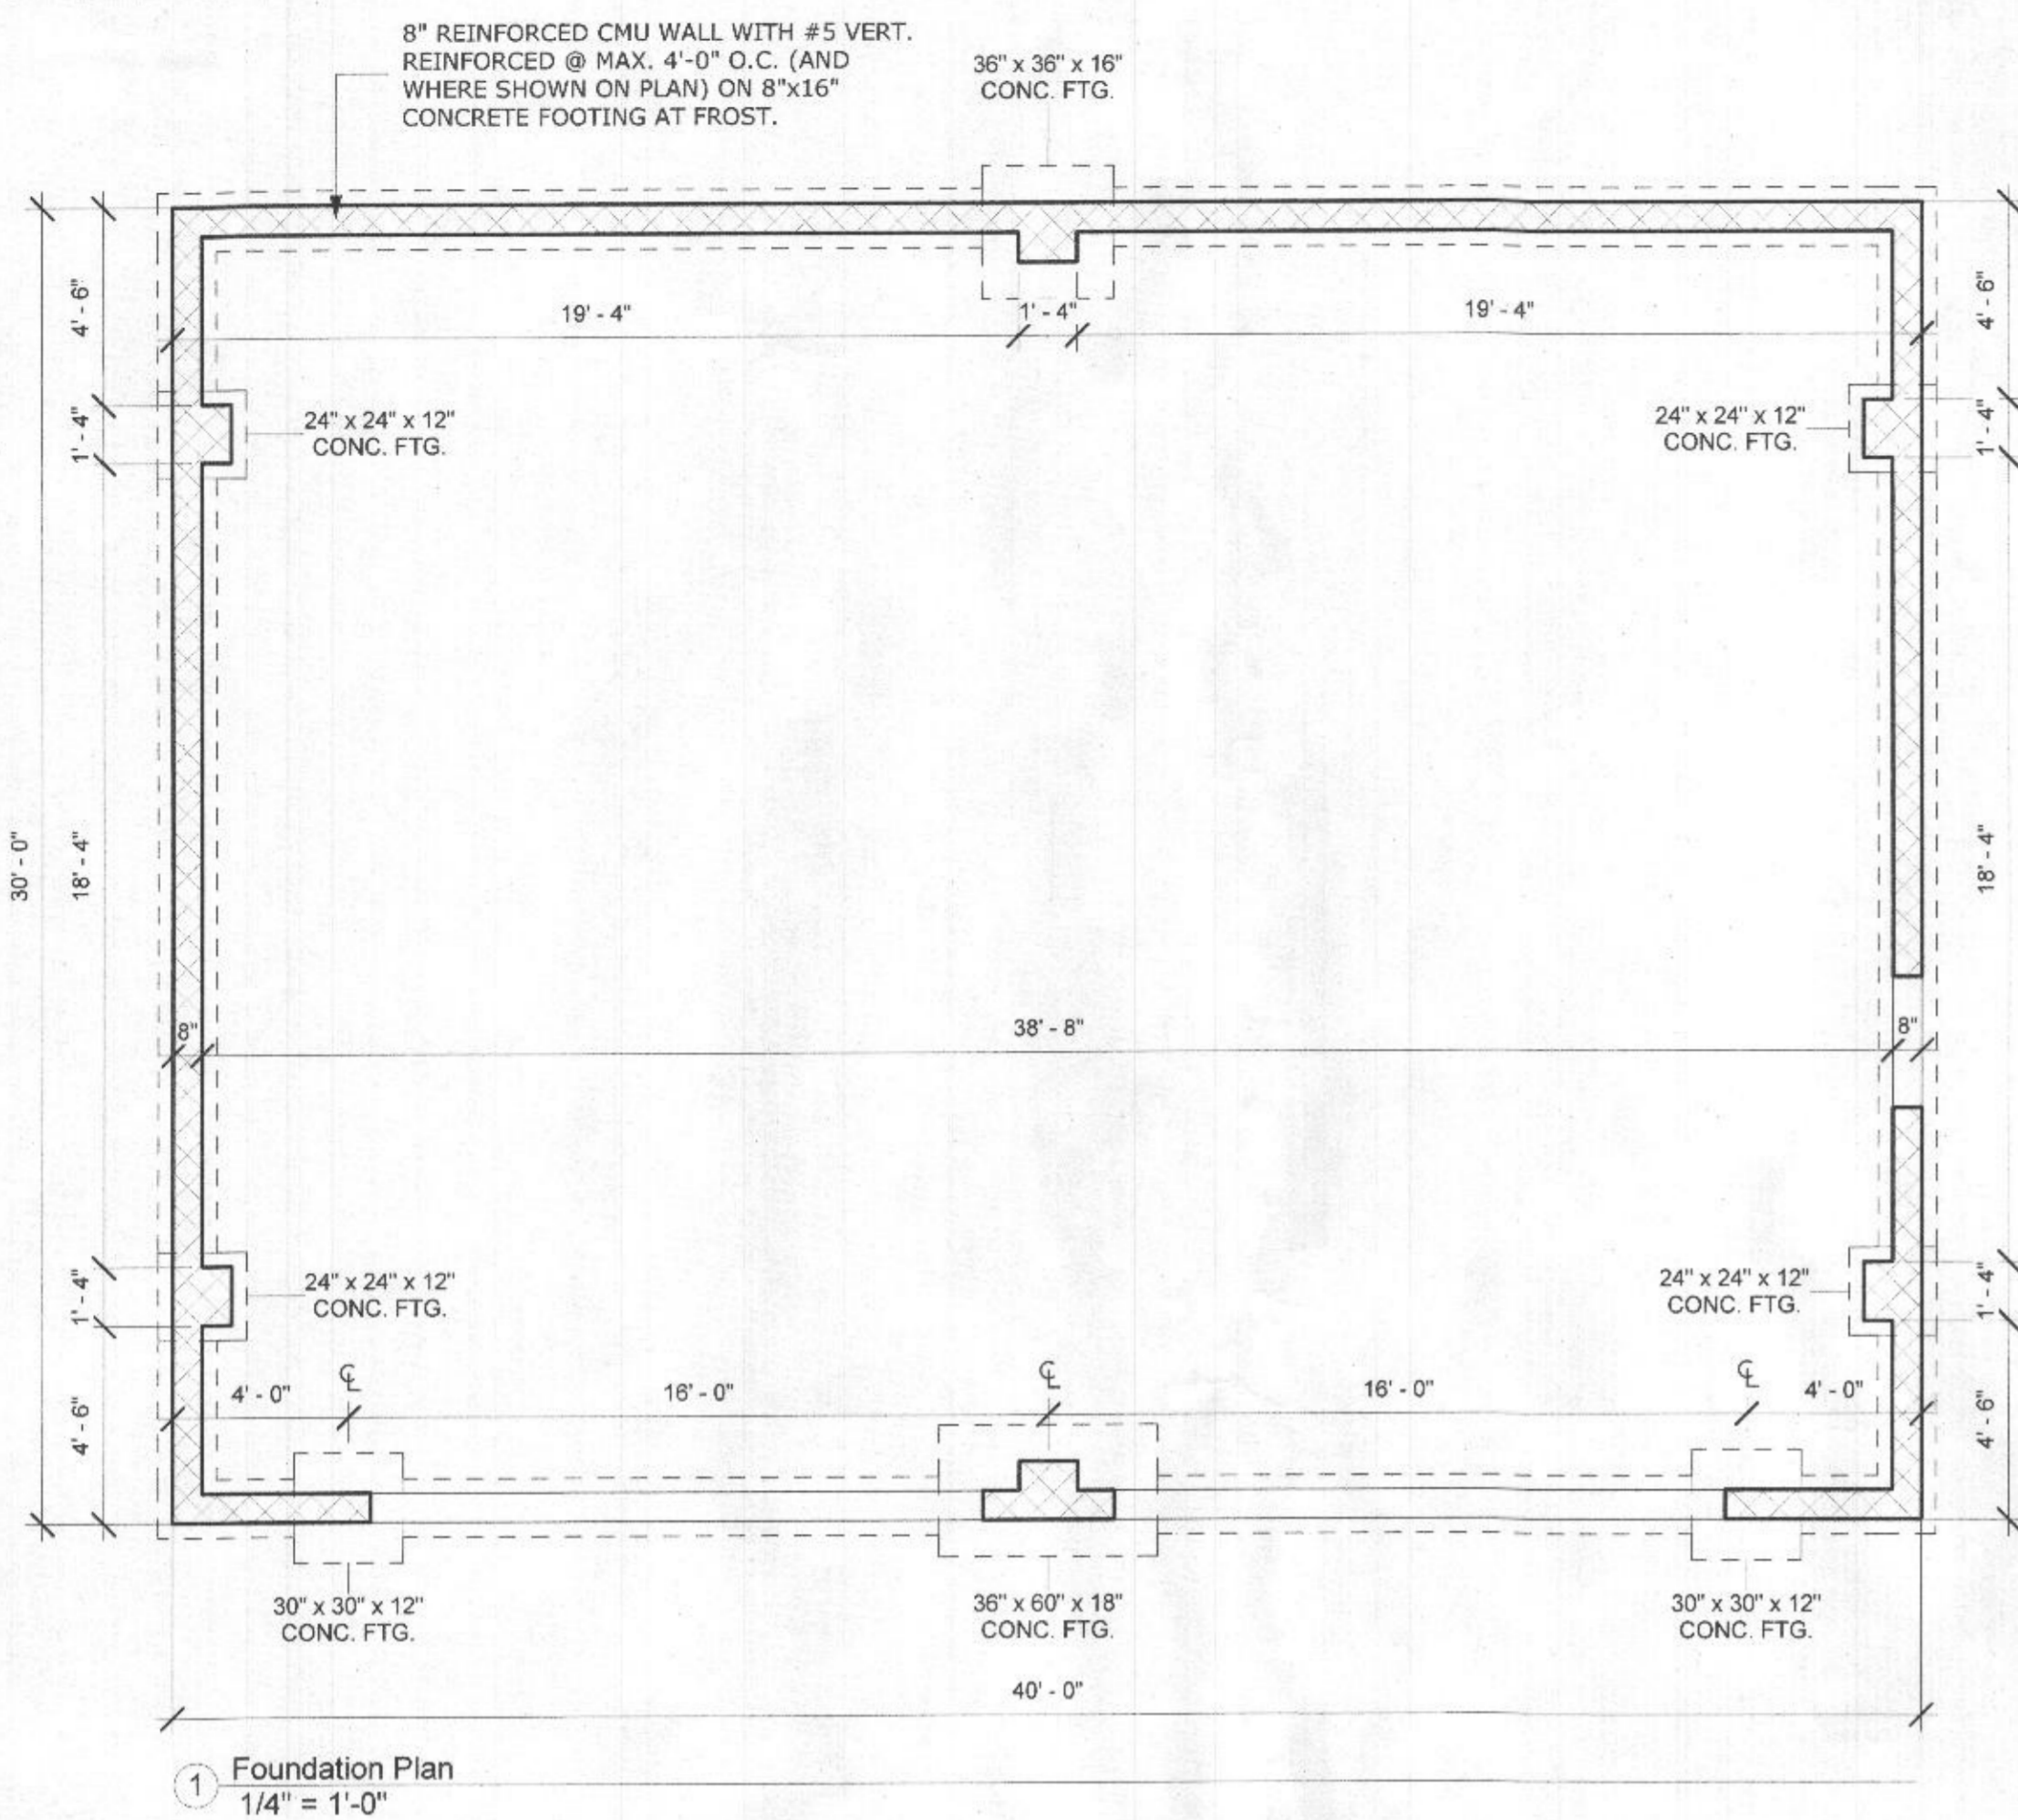 8" REINFORCED CMU WALL WITH #5 VERT.
REINFORCED @ MAX. 4'-0" O.C. (AND
WHERE SHOWN ON PLAN) ON 8"x16"
CONCRETE FOOTING AT FROST.
36" x 36" x 16"
CONC. FTG.
4' - 6"
19' - 4"
1' - 4"
19' - 4"
4' - 6"
1' - 4"
24" x 24" x 12"
CONC. FTG.
24" x 24" x 12"
CONC. FTG.
1' - 4"
30' - 0"
18' - 4"
18' - 4"
8"
38' - 8"
8"
1' - 4"
24" x 24" x 12"
CONC. FTG.
24" x 24" x 12"
CONC. FTG.
1' - 4"
4' - 6"
4' - 0"
℄
16' - 0"
℄
16' - 0"
℄
4' - 0"
4' - 6"
30" x 30" x 12"
CONC. FTG.
36" x 60" x 18"
CONC. FTG.
30" x 30" x 12"
CONC. FTG.
40' - 0"
1
Foundation Plan
1/4" = 1'-0"